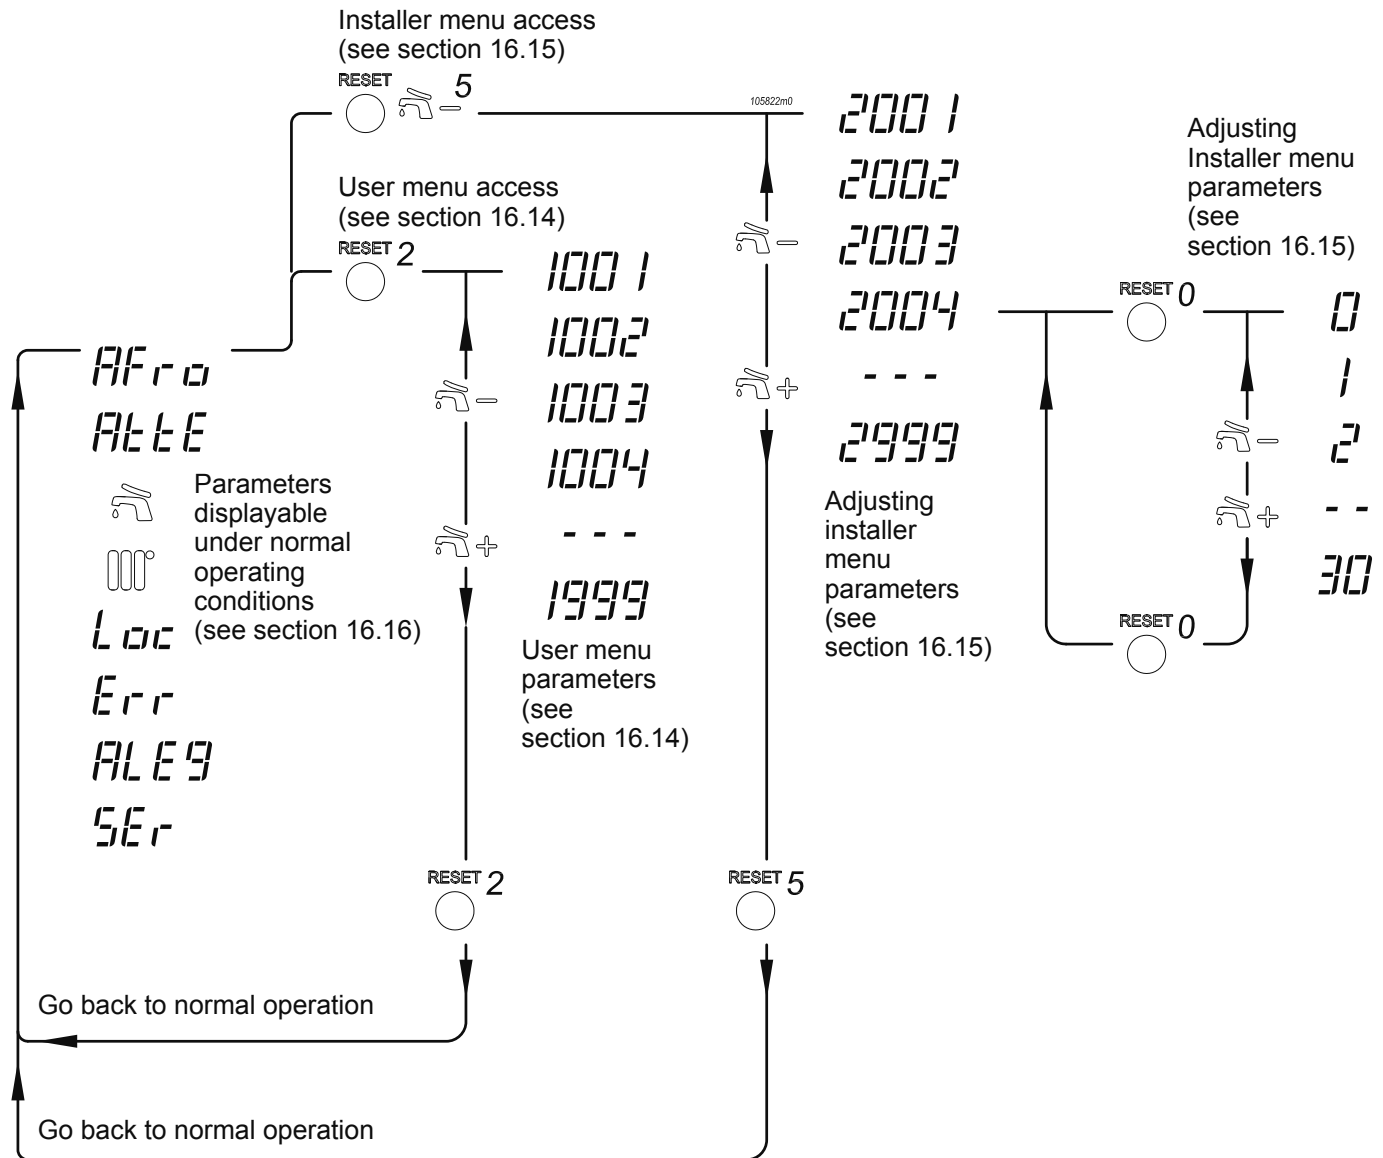 Installer menu access
(see section 16.15)
RESET 5
105822m0
User menu access
(see section 16.14)
RESET 2
AFro
AttE
Parameters
displayable
under normal
operating
conditions
(see section 16.16)
Loc
Err
ALE9
SEr
1001
1002
1003
1004
- - -
1999
User menu
parameters
(see
section 16.14)
RESET 2
2001
2002
2003
2004
- - -
2999
Adjusting
installer
menu
parameters
(see
section 16.15)
RESET 5
Adjusting
Installer menu
parameters
(see
section 16.15)
RESET 0
0
1
2
- -
30
RESET 0
Go back to normal operation
Go back to normal operation